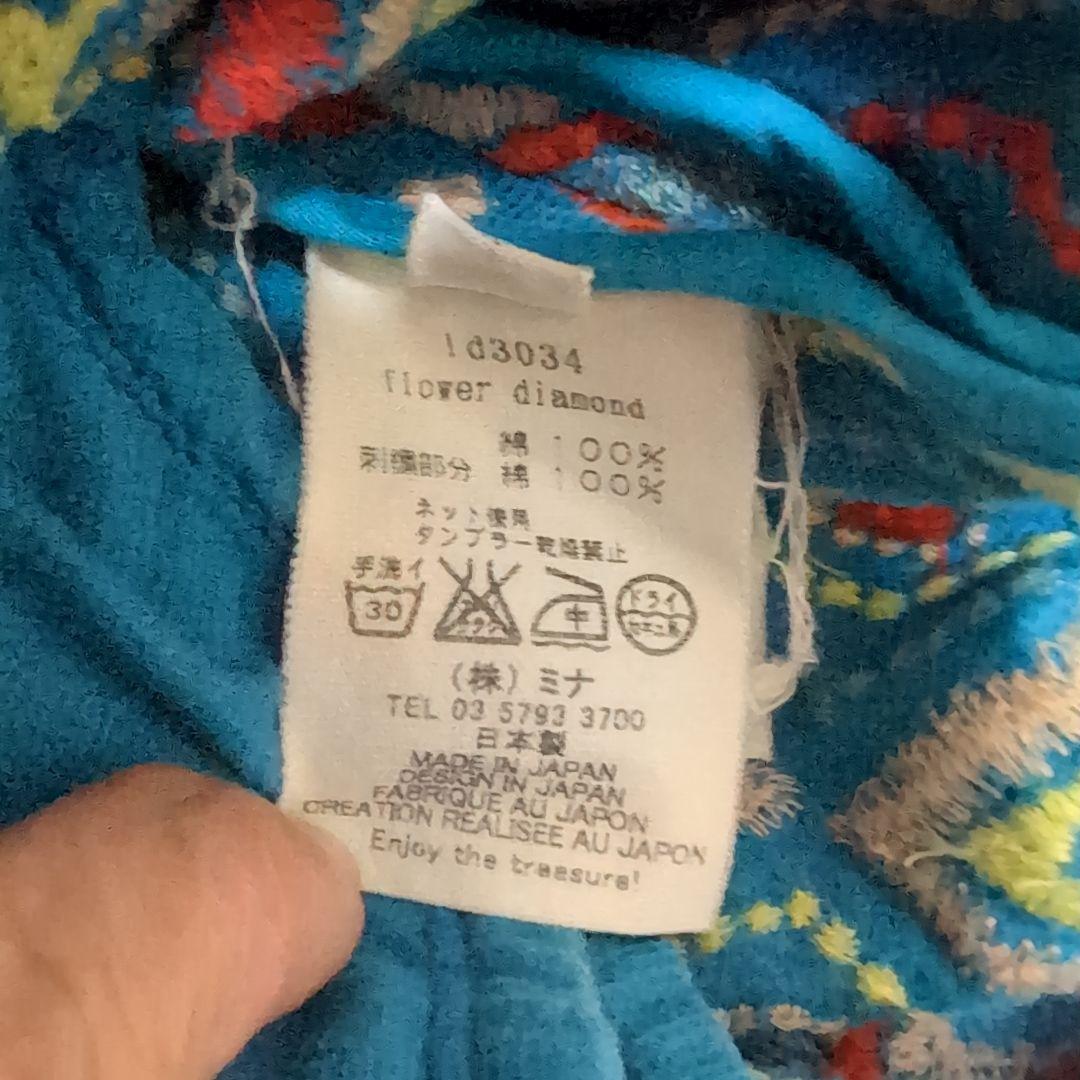 ld3034
flower diamond
綿 100%
刺繍部分 綿 100%
ネット使用
タンブラー乾燥禁止
手洗イ
30
中
ドライ
(株)ミナ
TEL 03 5793 3700
日本製
MADE IN JAPAN
DESIGN IN JAPAN
FABRIQUE AU JAPON
CREATION REALISEE AU JAPON
Enjoy the treasure!